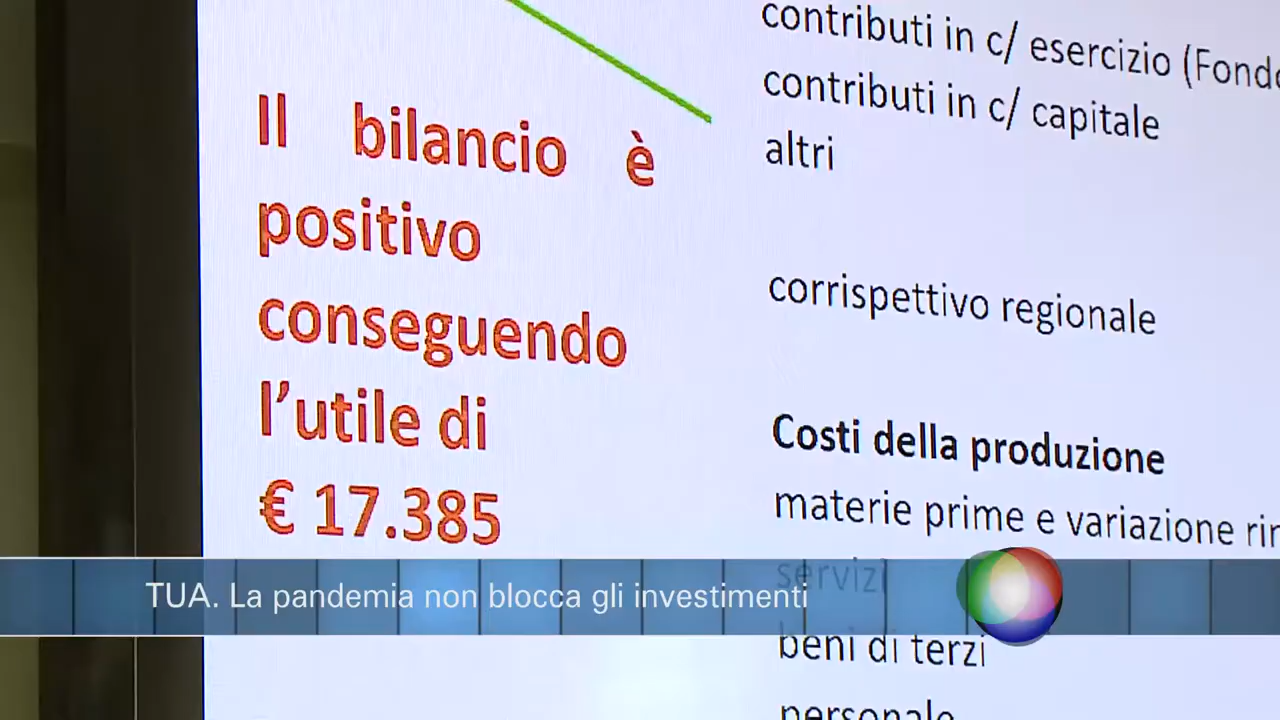 Il bilancio è
positivo
conseguendo
l’utile di
€ 17.385
contributi in c/ esercizio
contributi in c/ capitale
altri
corrispettivo regionale
Costi della produzione
materie prime e variazione
servizi
beni di terzi
personale
TUA. La pandemia non blocca gli investimenti